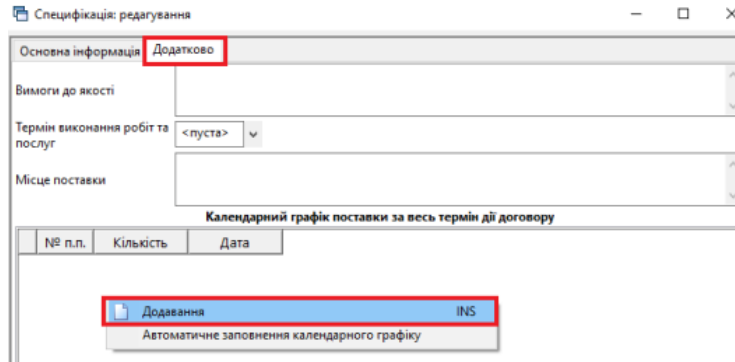 Специфікація: редагування
Основна інформація Додатково
Вимоги до якості
Термін виконання робіт та <пуста>
послуг
Місце поставки
Календарний графік поставки за весь термін дії договору
№ п.п. Кількість Дата
Додавання INS
Автоматичне заповнення календарного графіку